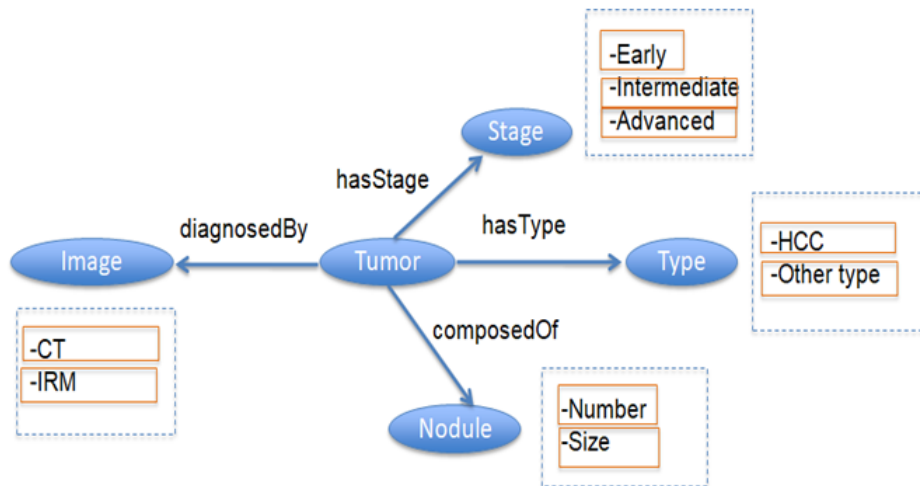 -Early
-Intermediate
-Advanced
Stage
hasStage
diagnosedBy
hasType
Image
Tumor
Type
-HCC
-Other type
-CT
-IRM
composedOf
Nodule
-Number
-Size